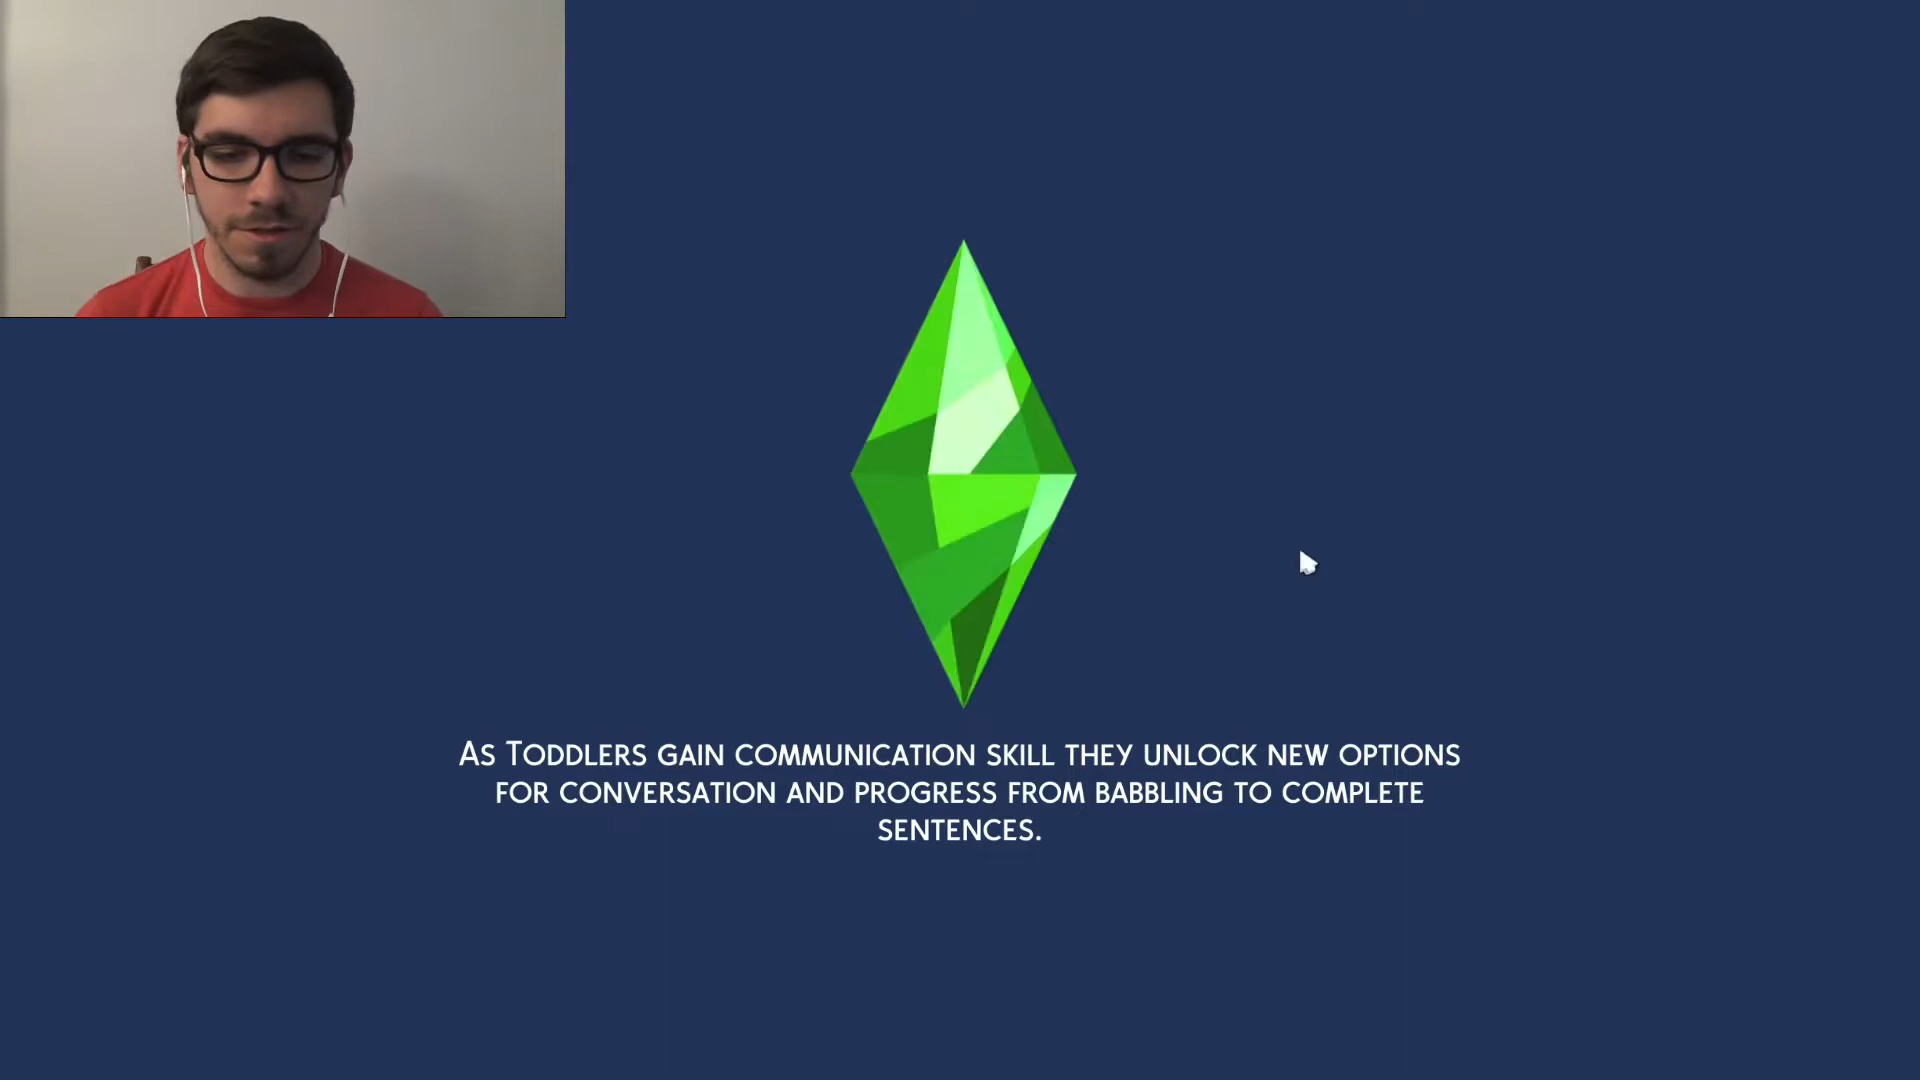 As Toddlers gain communication skill they unlock new options
for conversation and progress from babbling to complete
sentences.